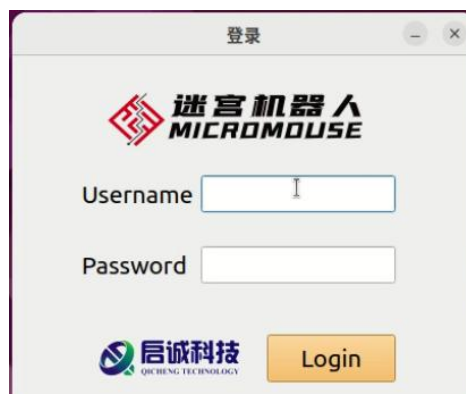 登录
迷宫机器人
MICROMOUSE
Username
Password
启诚科技
QICHENG TECHNOLOGY
Login